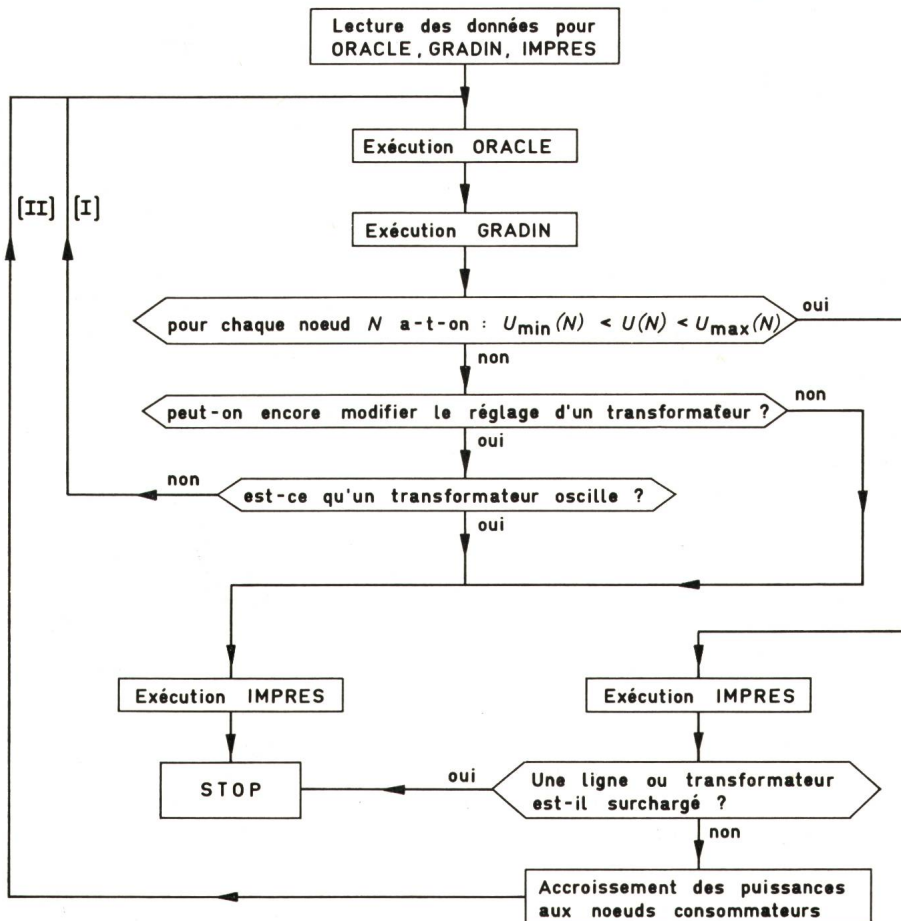 Lecture des données pour
ORACLE, GRADIN, IMPRES
Exécution ORACLE
[II] [I]
Exécution GRADIN
oui
pour chaque noeud N a-t-on : Umin(N) < U(N) < Umax(N)
non
peut-on encore modifier le réglage d'un transformateur ?
non
oui
non
est-ce qu'un transformateur oscille ?
oui
Exécution IMPRES
Exécution IMPRES
STOP
oui
Une ligne ou transformateur
est-il surchargé ?
non
Accroissement des puissances
aux noeuds consommateurs